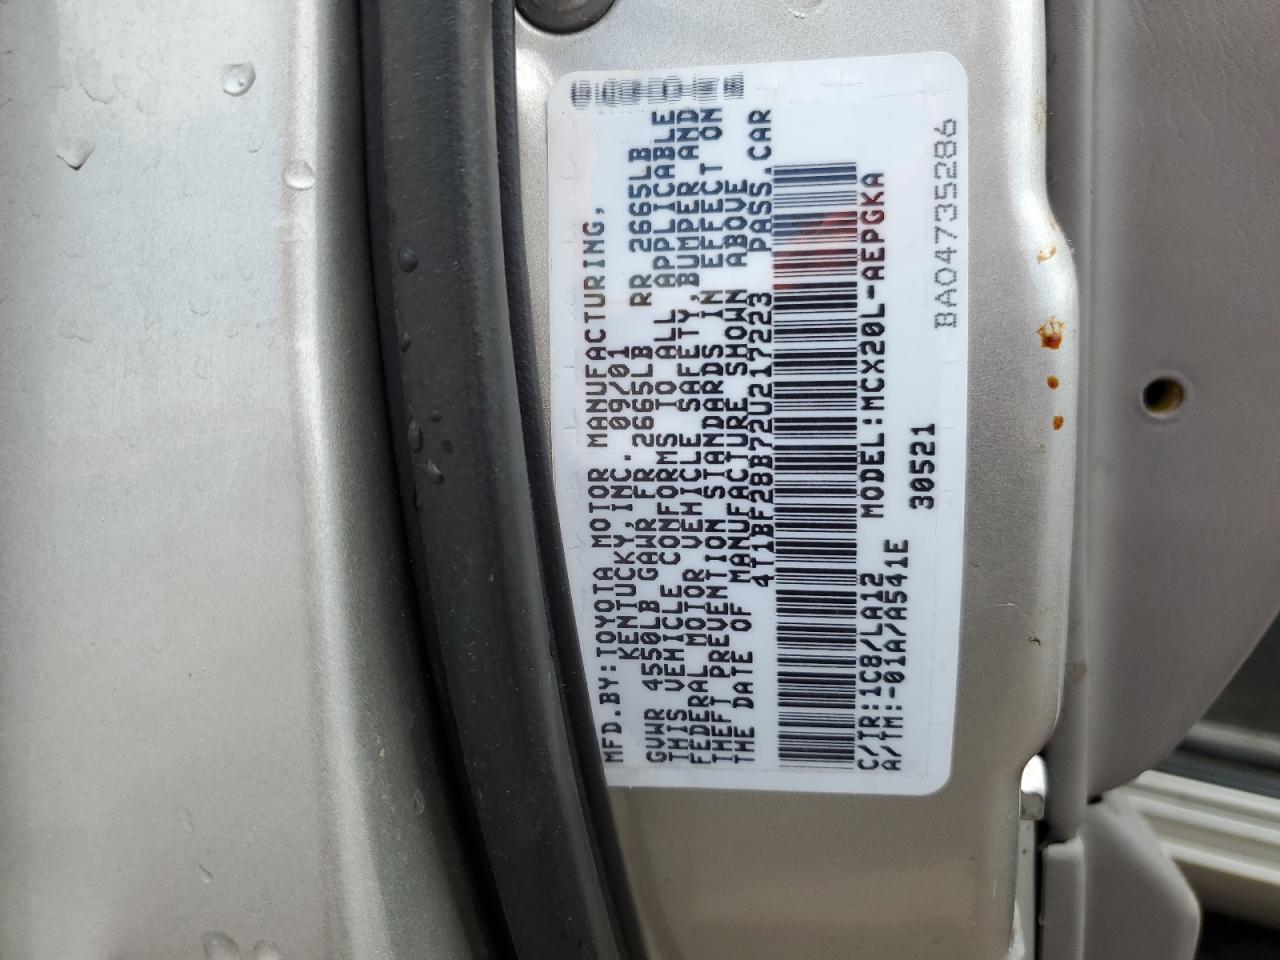 MFD.BY:TOYOTA MOTOR MANUFACTURING,
KENTUCKY,INC. 09/01
GVWR 4550LB GAWR FR 2665LB RR 2665LB
THIS VEHICLE CONFORMS TO ALL APPLICABLE
FEDERAL MOTOR VEHICLE SAFETY,BUMPER AND
THEFT PREVENTION STANDARDS IN EFFECT ON
THE DATE OF MANUFACTURE SHOWN ABOVE
4T1BF28B72U217223 PASS.CAR
MODEL:MCX20L-AEPGKA
C/TR:1C8/LA12
A/TM:-01A/A541E
30521
BA04735286